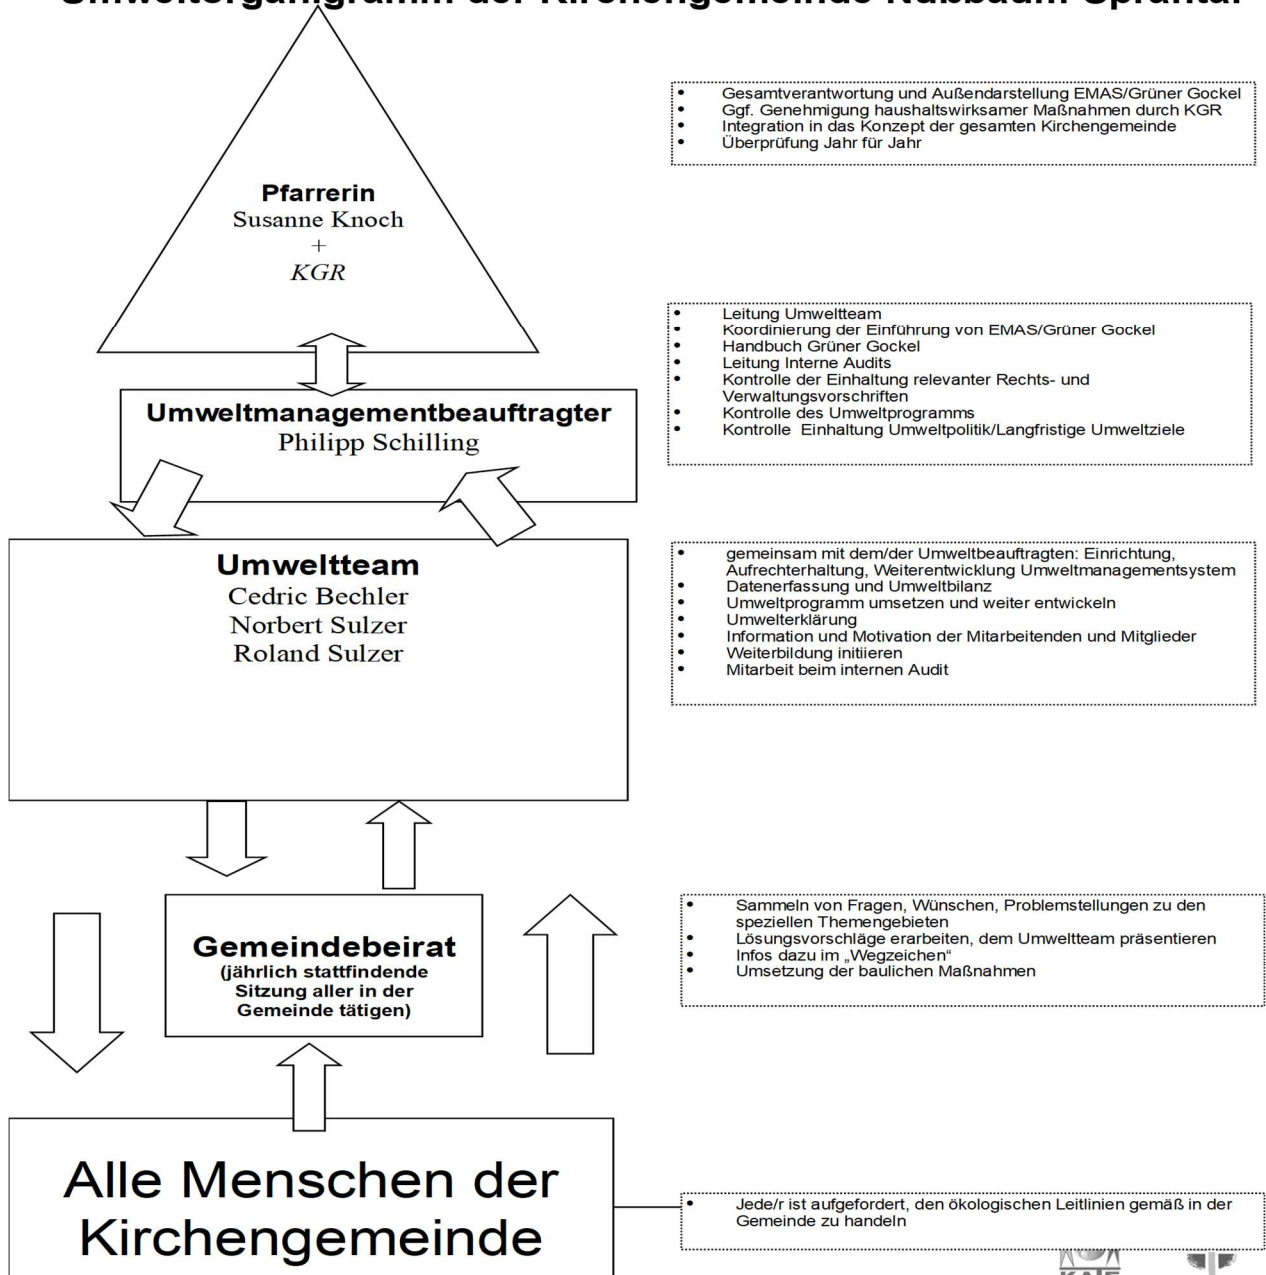 Umweltorganigramm der Kirchengemeinde Nußbaum-Sprantal
Pfarrerin
Susanne Knoch
+
KGR
• Gesamtverantwortung und Außendarstellung EMAS/Grüner Gockel
• Ggf. Genehmigung haushaltswirksamer Maßnahmen durch KGR
• Integration in das Konzept der gesamten Kirchengemeinde
• Überprüfung Jahr für Jahr
Umweltmanagementbeauftragter
Philipp Schilling
• Leitung Umweltteam
• Koordinierung der Einführung von EMAS/Grüner Gockel
• Handbuch Grüner Gockel
• Leitung Interne Audits
• Kontrolle der Einhaltung relevanter Rechts- und
Verwaltungsvorschriften
• Kontrolle des Umweltprogramms
• Kontrolle Einhaltung Umweltpolitik/Langfristige Umweltziele
Umweltteam
Cedric Bechler
Norbert Sulzer
Roland Sulzer
• gemeinsam mit dem/der Umweltbeauftragten: Einrichtung,
Aufrechterhaltung, Weiterentwicklung Umweltmanagementsystem
• Datenerfassung und Umweltbilanz
• Umweltprogramm umsetzen und weiter entwickeln
• Umwelterklärung
• Information und Motivation der Mitarbeitenden und Mitglieder
• Weiterbildung initiieren
• Mitarbeit beim internen Audit
Gemeindebeirat
(jährlich stattfindende
Sitzung aller in der
Gemeinde tätigen)
• Sammeln von Fragen, Wünschen, Problemstellungen zu den
speziellen Themengebieten
• Lösungsvorschläge erarbeiten, dem Umweltteam präsentieren
• Infos dazu im „Wegzeichen“
• Umsetzung der baulichen Maßnahmen
Alle Menschen der
Kirchengemeinde
• Jede/r ist aufgefordert, den ökologischen Leitlinien gemäß in der
Gemeinde zu handeln
KATE